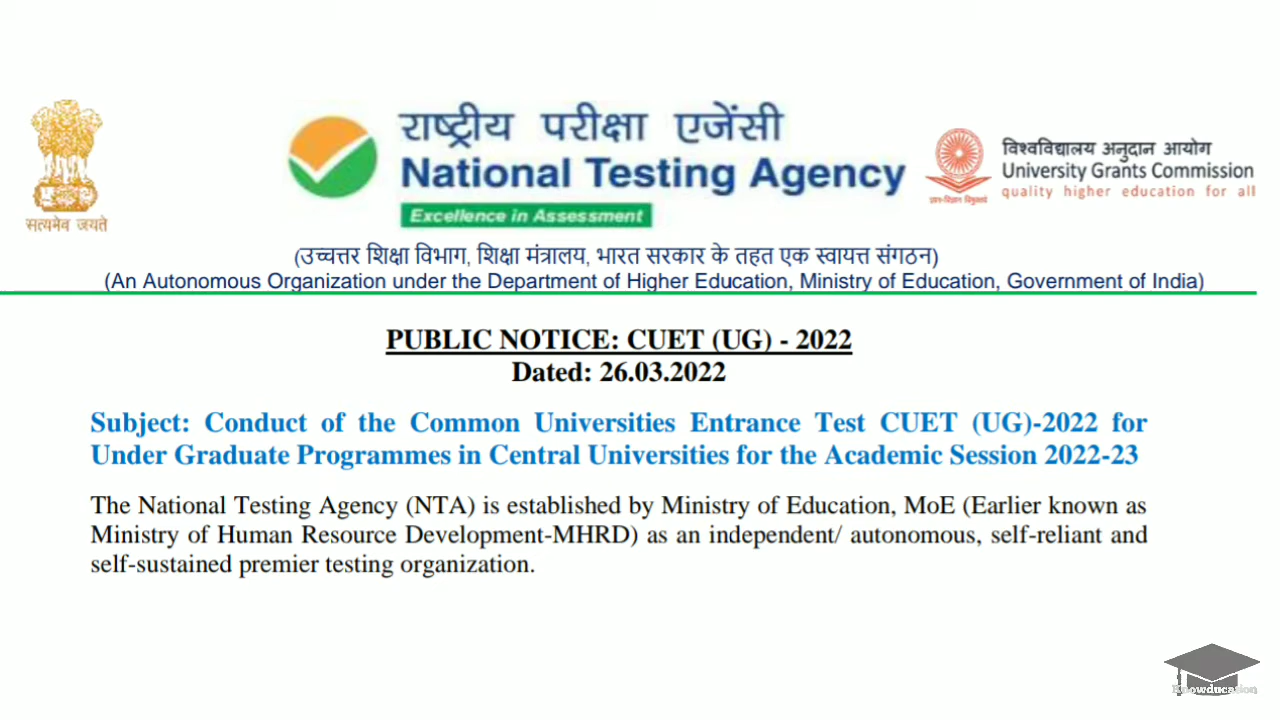 सत्यमेव जयते
राष्ट्रीय परीक्षा एजेंसी
National Testing Agency
Excellence in Assessment
विश्वविद्यालय अनुदान आयोग
University Grants Commission
quality higher education for all
(उच्चत्तर शिक्षा विभाग, शिक्षा मंत्रालय, भारत सरकार के तहत एक स्वायत्त संगठन)
(An Autonomous Organization under the Department of Higher Education, Ministry of Education, Government of India)
PUBLIC NOTICE: CUET (UG) - 2022
Dated: 26.03.2022
Subject: Conduct of the Common Universities Entrance Test CUET (UG)-2022 for
Under Graduate Programmes in Central Universities for the Academic Session 2022-23
The National Testing Agency (NTA) is established by Ministry of Education, MoE (Earlier known as
Ministry of Human Resource Development-MHRD) as an independent/ autonomous, self-reliant and
self-sustained premier testing organization.
Knowducation